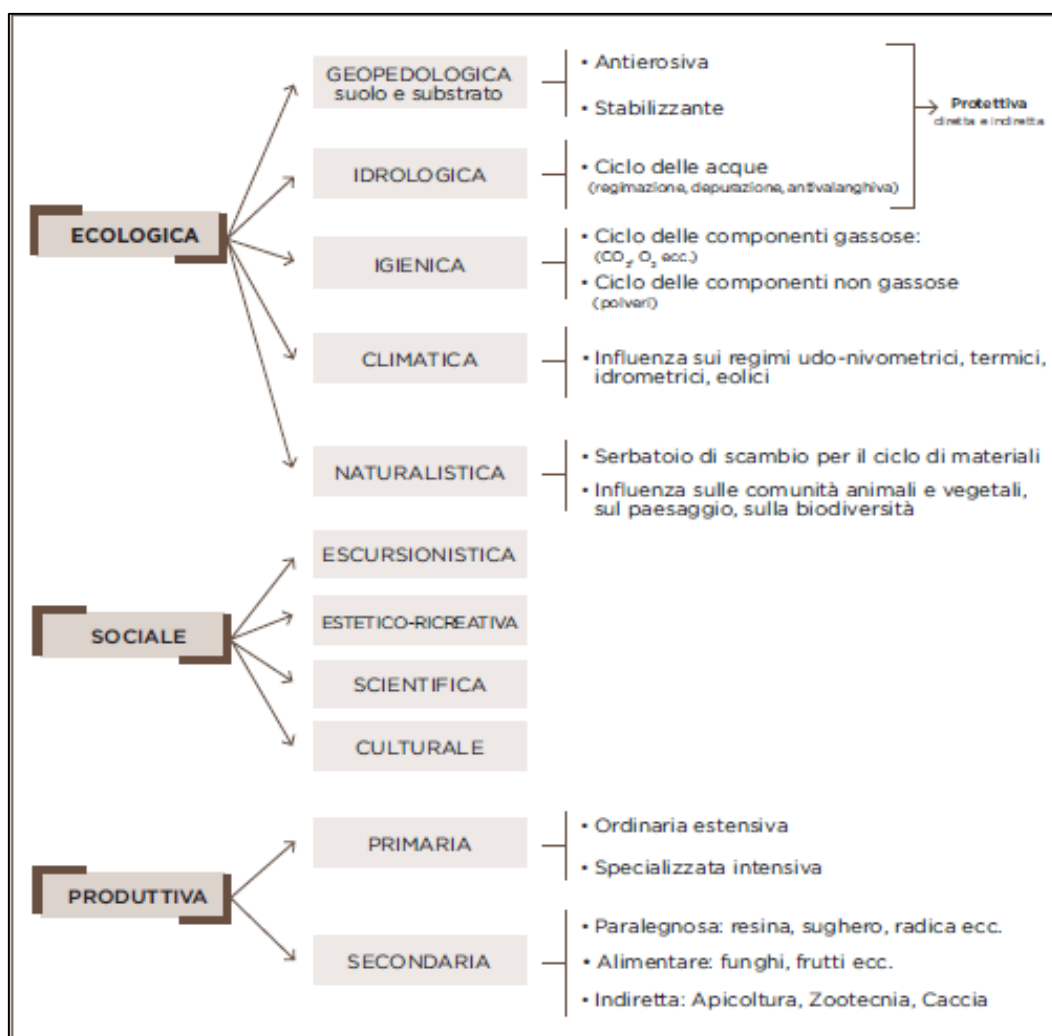 ECOLOGICA
GEOPEDOLOGICA
suolo e substrato
• Antierosiva
• Stabilizzante
Protettiva
diretta e indiretta
IDROLOGICA
• Ciclo delle acque
(regimazione, depurazione, antivalanghiva)
IGIENICA
• Ciclo delle componenti gassose:
(CO₂, O₂ ecc.)
• Ciclo delle componenti non gassose
(polveri)
CLIMATICA
• Influenza sui regimi udo-nivometrici, termici,
idrometrici, eolici
NATURALISTICA
• Serbatoio di scambio per il ciclo di materiali
• Influenza sulle comunità animali e vegetali,
sul paesaggio, sulla biodiversità
SOCIALE
ESCURSIONISTICA
ESTETICO-RICREATIVA
SCIENTIFICA
CULTURALE
PRODUTTIVA
PRIMARIA
• Ordinaria estensiva
• Specializzata intensiva
SECONDARIA
• Paralegnosa: resina, sughero, radica ecc.
• Alimentare: funghi, frutti ecc.
• Indiretta: Apicoltura, Zootecnia, Caccia